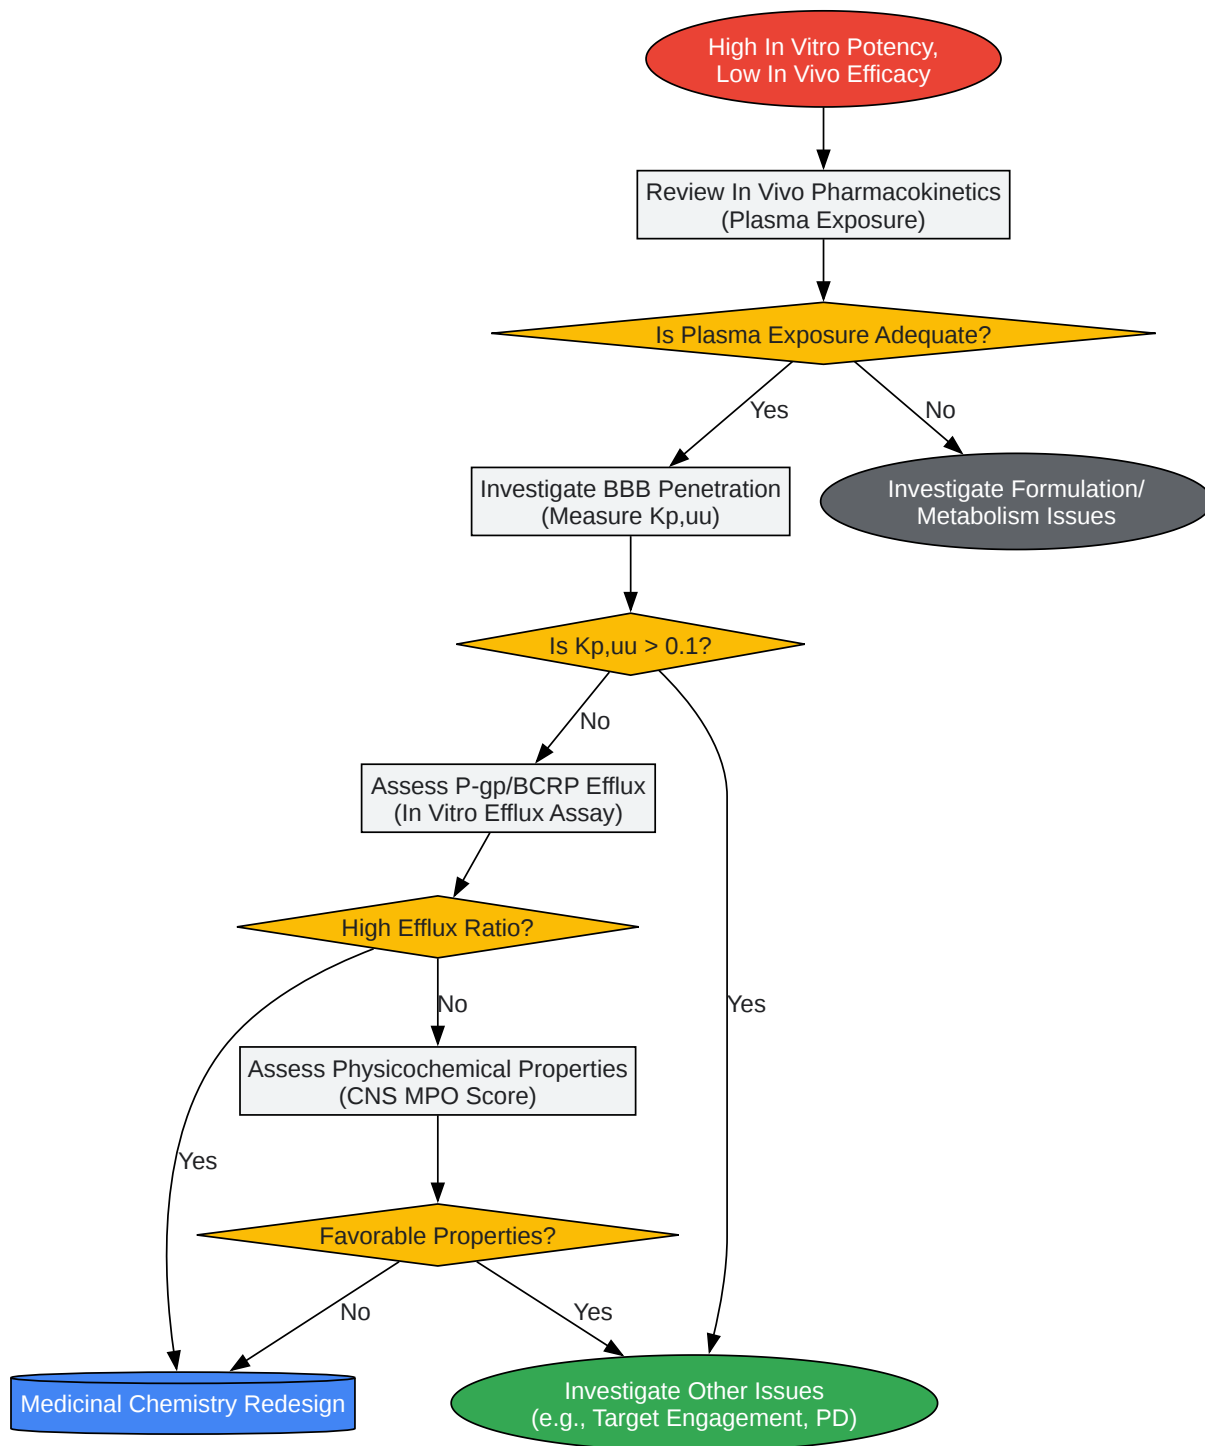 High In Vitro Potency,
Low In Vivo Efficacy
Review In Vivo Pharmacokinetics
(Plasma Exposure)
Is Plasma Exposure Adequate?
Yes
No
Investigate BBB Penetration
(Measure Kp,uu)
Investigate Formulation/
Metabolism Issues
Is Kp,uu > 0.1?
No
Assess P-gp/BCRP Efflux
(In Vitro Efflux Assay)
High Efflux Ratio?
No
Yes
Assess Physicochemical Properties
(CNS MPO Score)
Yes
Favorable Properties?
No
Yes
Medicinal Chemistry Redesign
Investigate Other Issues
(e.g., Target Engagement, PD)